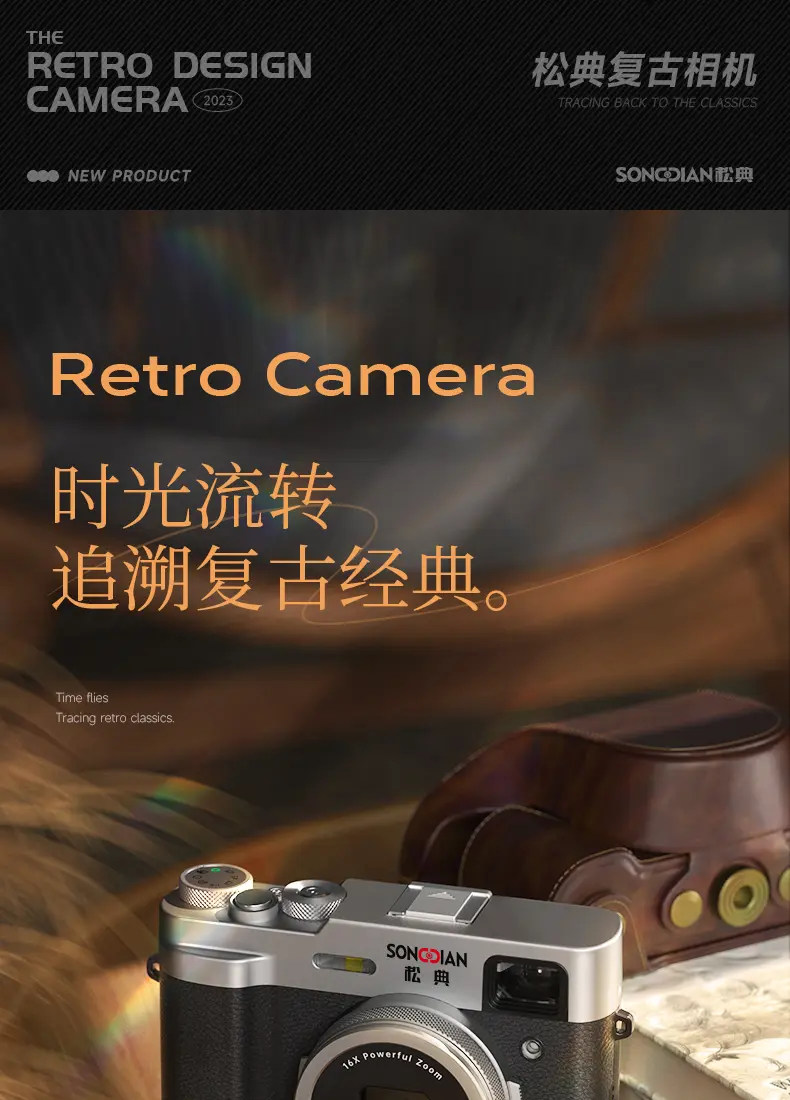 THE
RETRO DESIGN
CAMERA 2023
松典复古相机
TRACING BACK TO THE CLASSICS
NEW PRODUCT
SONGDIAN松典
Retro Camera
时光流转
追溯复古经典。
Time flies
Tracing retro classics.
SONGDIAN
松典
16X Powerful Zoom